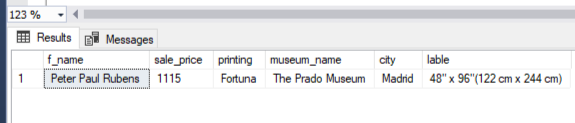 123 %
Results Messages
f_name sale_price printing museum_name city lable
1 Peter Paul Rubens 1115 Fortuna The Prado Museum Madrid 48" x 96"(122 cm x 244 cm)